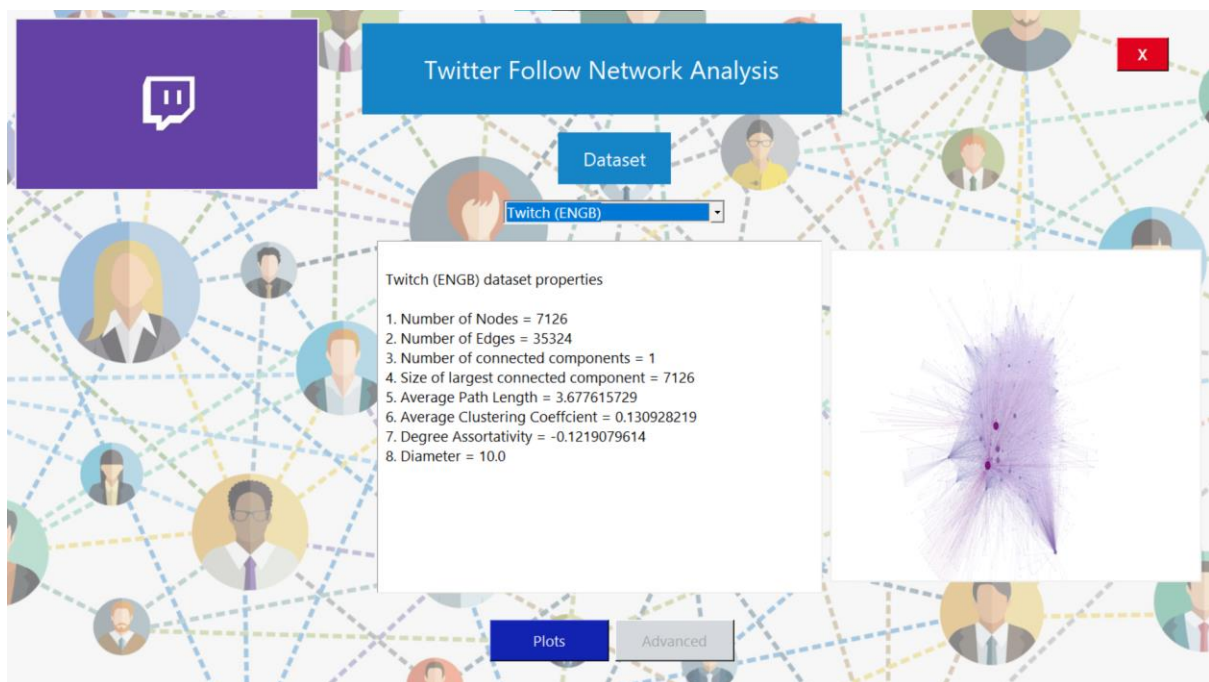 Twitter Follow Network Analysis
X
Dataset
Twitch (ENGB)
Twitch (ENGB) dataset properties
1. Number of Nodes = 7126
2. Number of Edges = 35324
3. Number of connected components = 1
4. Size of largest connected component = 7126
5. Average Path Length = 3.677615729
6. Average Clustering Coeffcient = 0.130928219
7. Degree Assortativity = -0.1219079614
8. Diameter = 10.0
Plots
Advanced